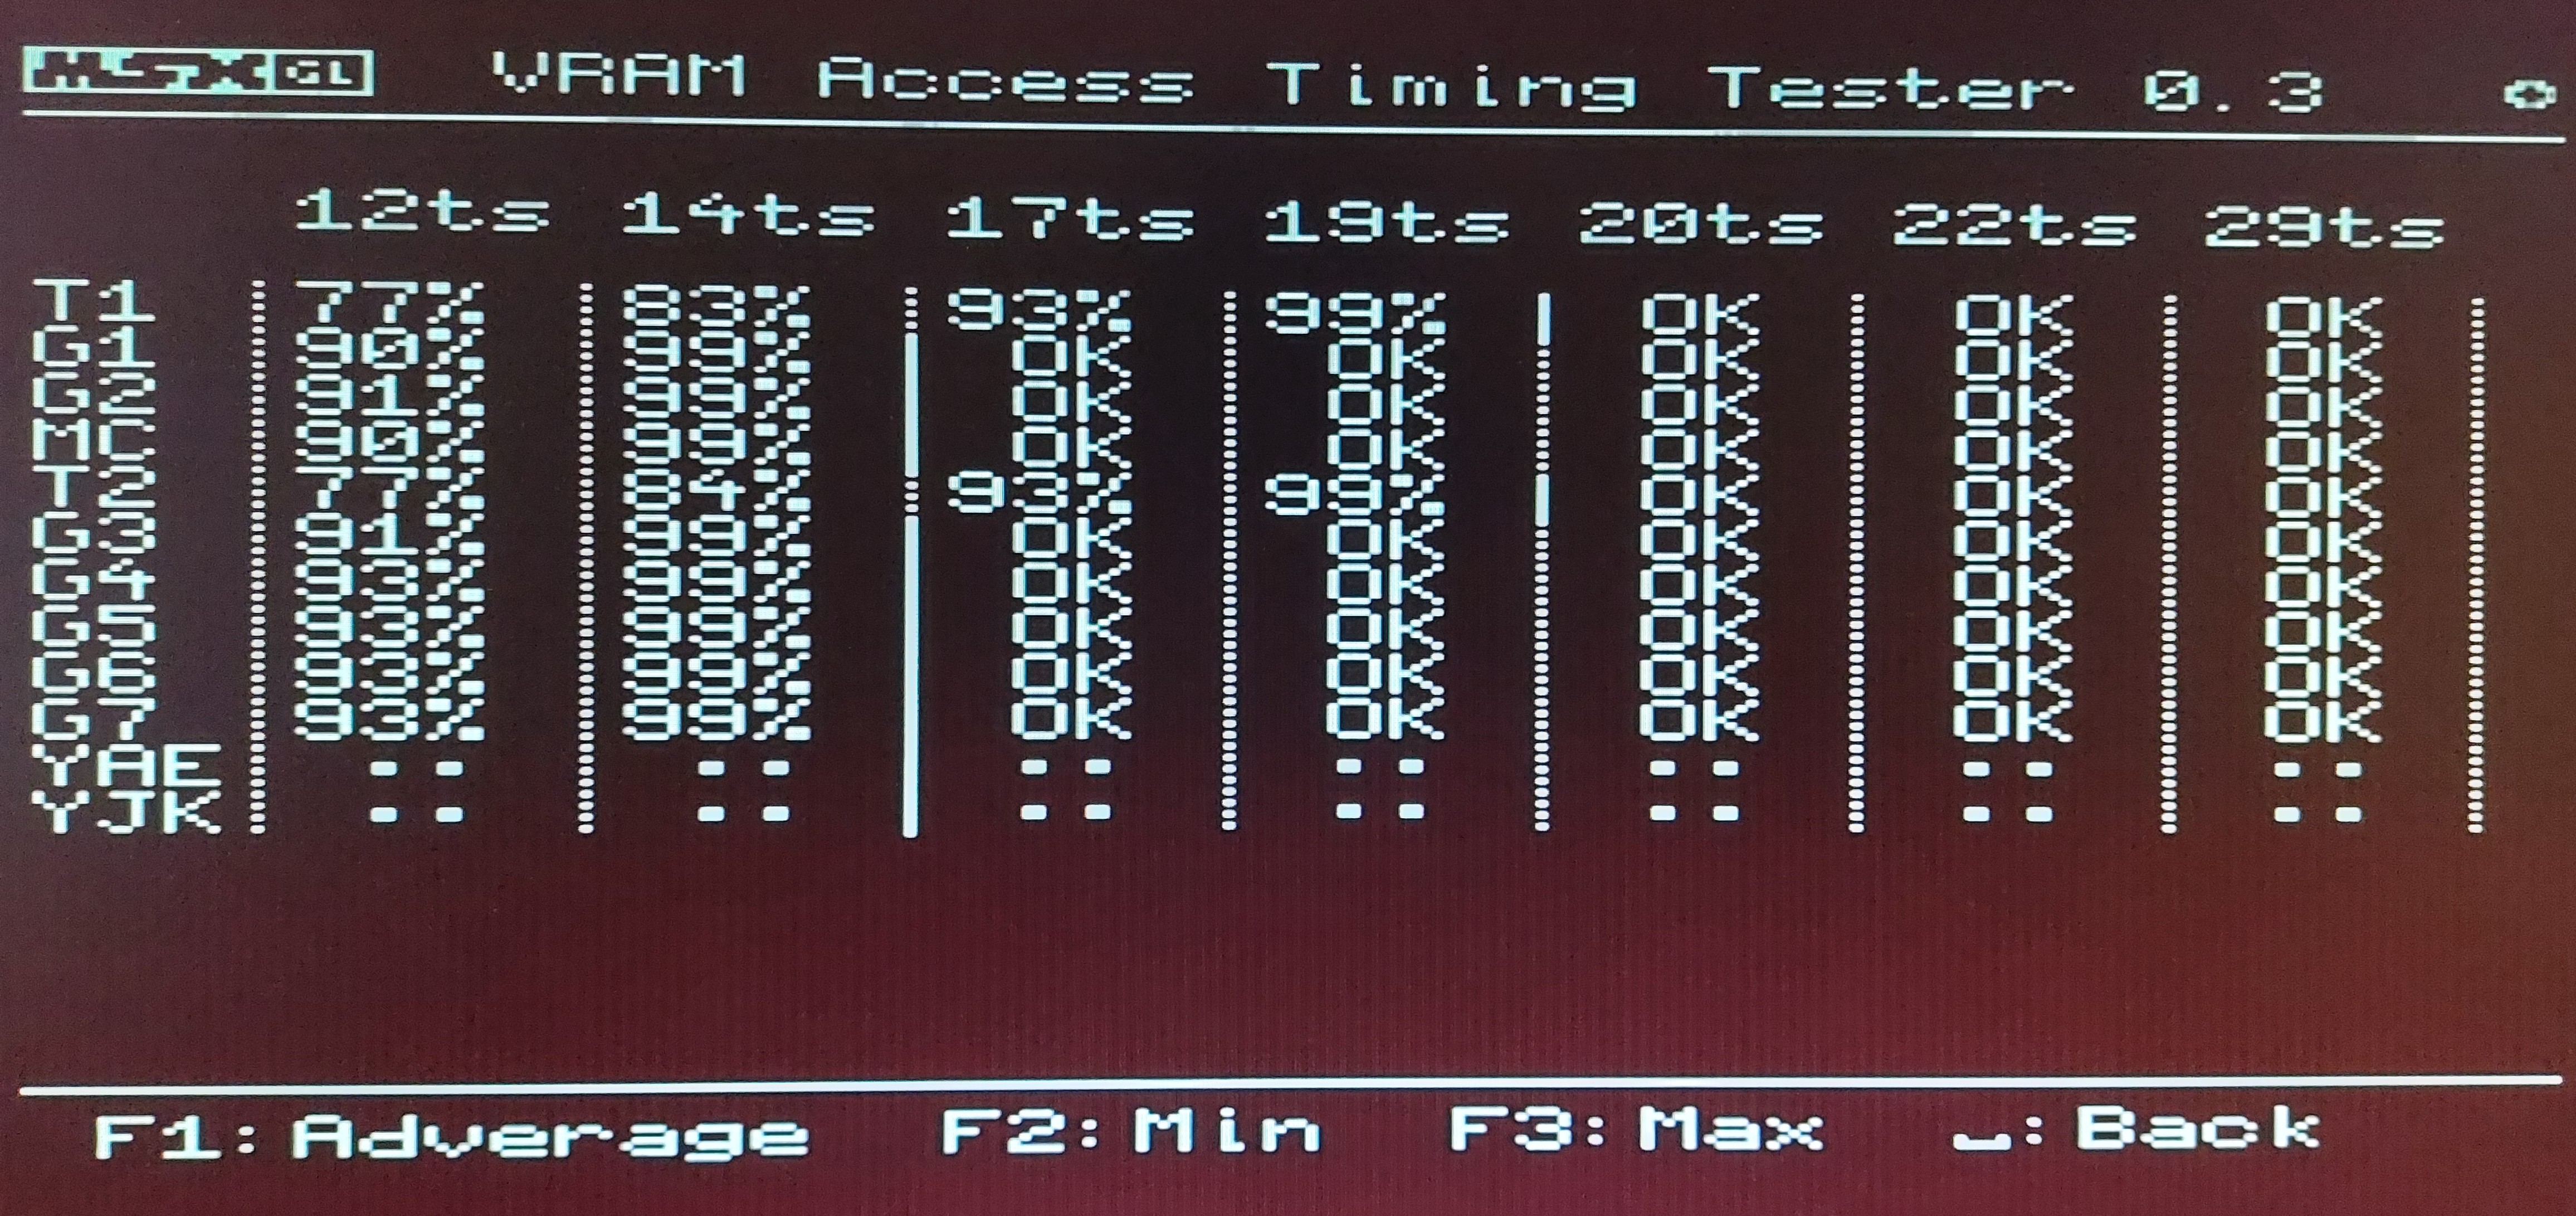 MSX GL VRAM Access Timing Tester 0.3
12ts 14ts 17ts 19ts 20ts 22ts 29ts
T1 77% 83% 93% 99% OK OK OK
G1 90% 99% OK OK OK OK OK
G2 91% 99% OK OK OK OK OK
MC 90% 99% OK OK OK OK OK
T2 77% 84% 93% 99% OK OK OK
G3 91% 99% OK OK OK OK OK
G4 93% 99% OK OK OK OK OK
G5 93% 99% OK OK OK OK OK
G6 93% 99% OK OK OK OK OK
G7 93% 99% OK OK OK OK OK
YAE -- -- -- -- -- -- --
YJK -- -- -- -- -- -- --
F1:Adverage F2:Min F3:Max ⎵:Back